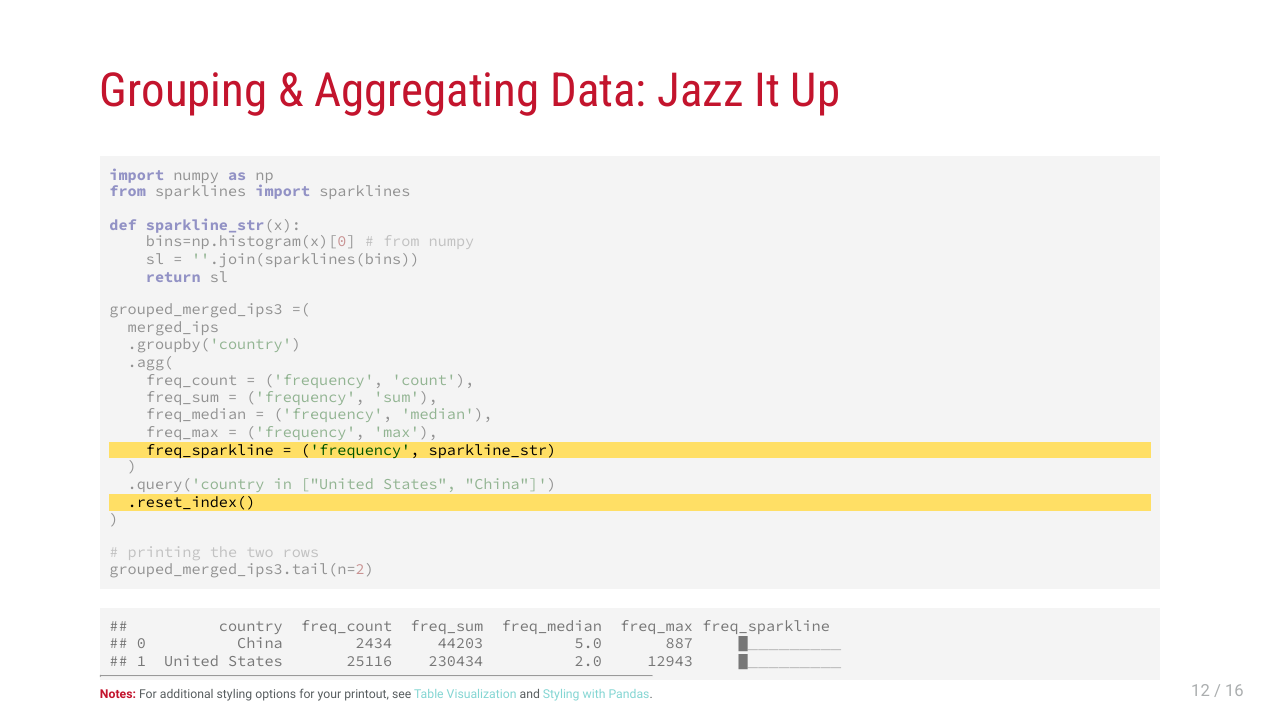 Grouping & Aggregating Data: Jazz It Up
import numpy as np
from sparklines import sparklines
def sparkline_str(x):
    bins=np.histogram(x)[0] # from numpy
    sl = ''.join(sparklines(bins))
    return sl
grouped_merged_ips3 =(
  merged_ips
  .groupby('country')
  .agg(
    freq_count = ('frequency', 'count'),
    freq_sum = ('frequency', 'sum'),
    freq_median = ('frequency', 'median'),
    freq_max = ('frequency', 'max'),
    freq_sparkline = ('frequency', sparkline_str)
  )
  .query('country in ["United States", "China"]')
  .reset_index()
)
# printing the two rows
grouped_merged_ips3.tail(n=2)
##          country  freq_count  freq_sum  freq_median  freq_max freq_sparkline
## 0          China        2434     44203          5.0       887     █▁▁▁▁▁▁▁▁▁
## 1  United States       25116    230434          2.0     12943     █▁▁▁▁▁▁▁▁▁
Notes: For additional styling options for your printout, see Table Visualization and Styling with Pandas.
12 / 16